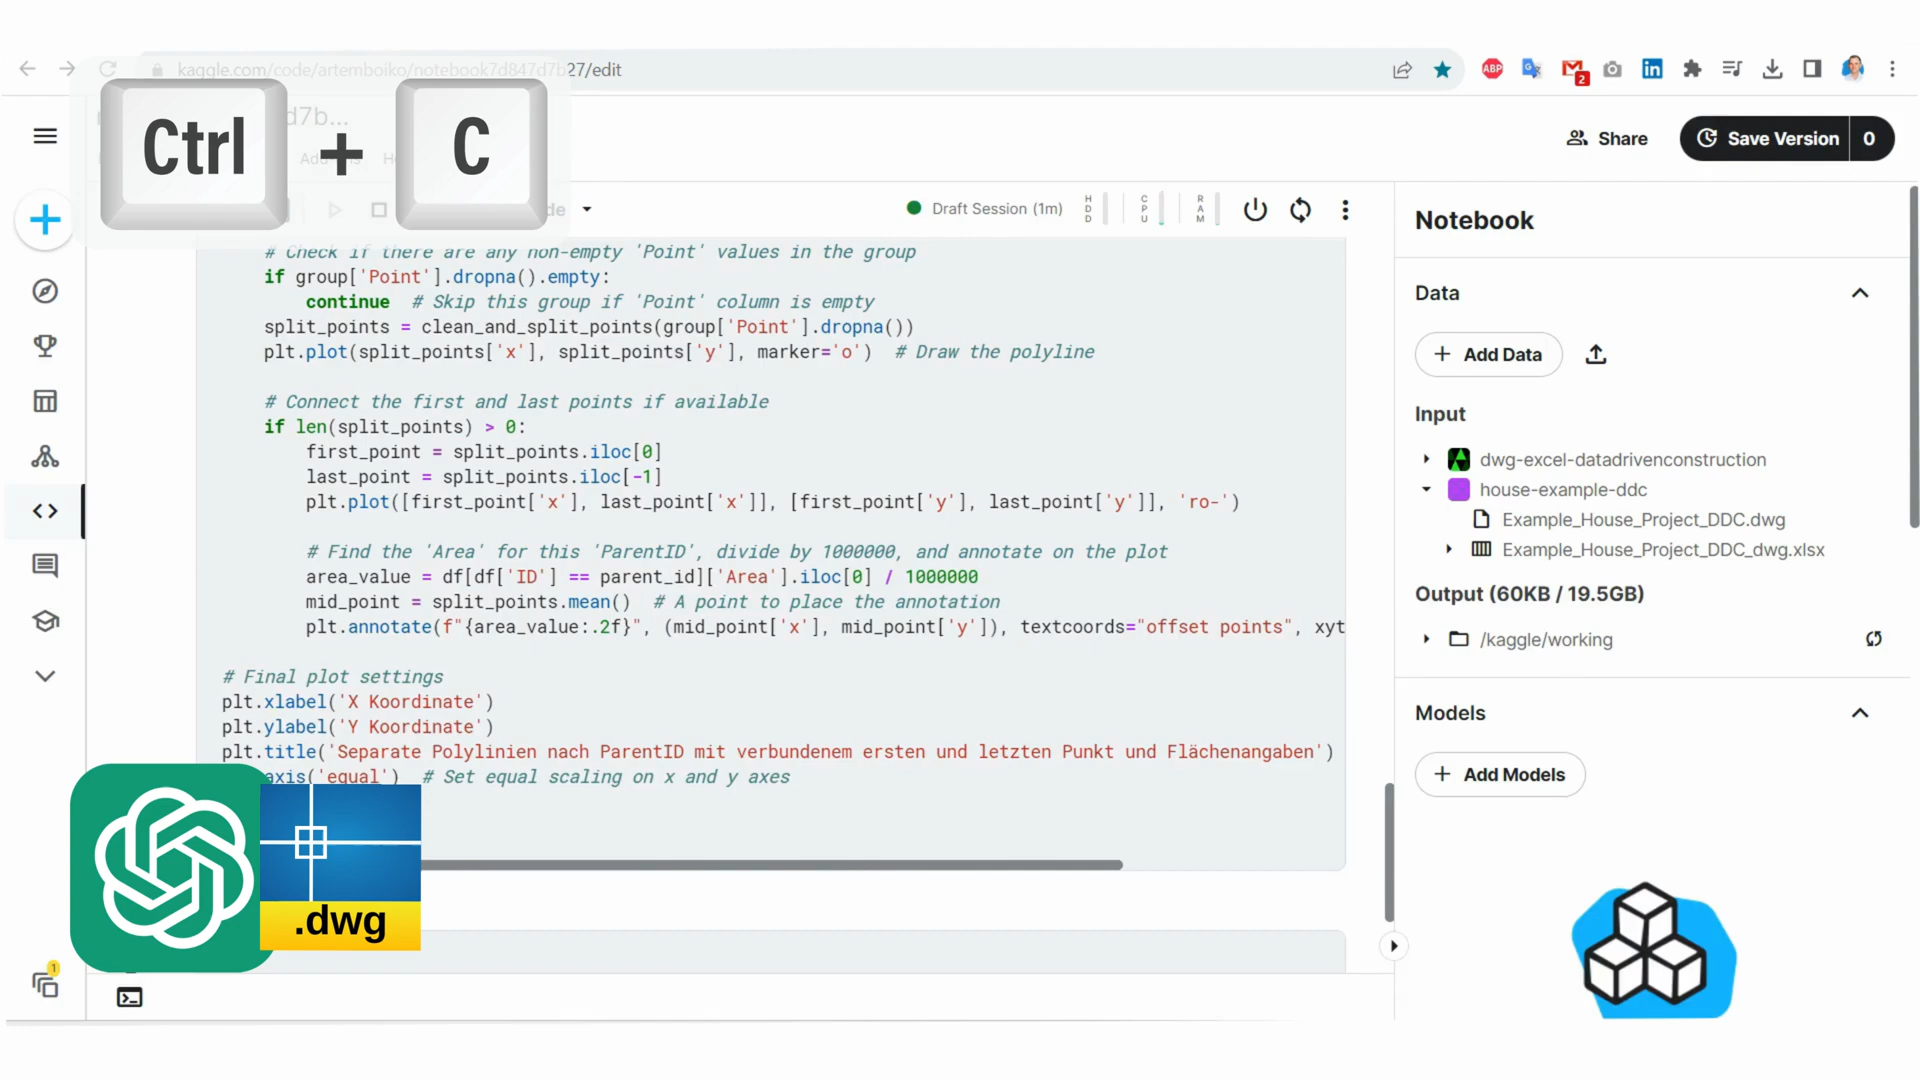 kaggle.com/code/artemboiko/notebook7d847d7b27/edit
ABP
2
Ctrl + C
d7b...
Share
Save Version 0
Draft Session (1m)
HDD
CPU
RAM
# Check if there are any non-empty 'Point' values in the group
if group['Point'].dropna().empty:
continue # Skip this group if 'Point' column is empty
split_points = clean_and_split_points(group['Point'].dropna())
plt.plot(split_points['x'], split_points['y'], marker='o') # Draw the polyline
# Connect the first and last points if available
if len(split_points) > 0:
first_point = split_points.iloc[0]
last_point = split_points.iloc[-1]
plt.plot([first_point['x'], last_point['x']], [first_point['y'], last_point['y']], 'ro-')
# Find the 'Area' for this 'ParentID', divide by 1000000, and annotate on the plot
area_value = df[df['ID'] == parent_id]['Area'].iloc[0] / 1000000
mid_point = split_points.mean() # A point to place the annotation
plt.annotate(f"{area_value:.2f}", (mid_point['x'], mid_point['y']), textcoords="offset points", xyt
# Final plot settings
plt.xlabel('X Koordinate')
plt.ylabel('Y Koordinate')
plt.title('Separate Polylinien nach ParentID mit verbundenem ersten und letzten Punkt und Flächenangaben')
axis('equal') # Set equal scaling on x and y axes
.dwg
1
Notebook
Data
+ Add Data
Input
dwg-excel-datadrivenconstruction
house-example-ddc
Example_House_Project_DDC.dwg
Example_House_Project_DDC_dwg.xlsx
Output (60KB / 19.5GB)
/kaggle/working
Models
+ Add Models